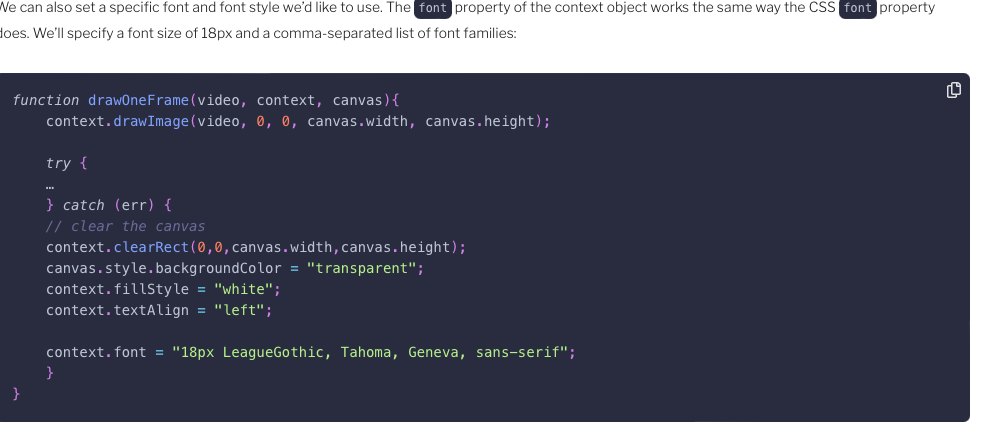 We can also set a specific font and font style we'd like to use. The font property of the context object works the same way the CSS font property
does. We'll specify a font size of 18px and a comma-separated list of font families:
function drawOneFrame(video, context, canvas){
    context.drawImage(video, 0, 0, canvas.width, canvas.height);
    try {
    …
    } catch (err) {
    // clear the canvas
    context.clearRect(0,0,canvas.width,canvas.height);
    canvas.style.backgroundColor = "transparent";
    context.fillStyle = "white";
    context.textAlign = "left";
    context.font = "18px LeagueGothic, Tahoma, Geneva, sans-serif";
    }
}